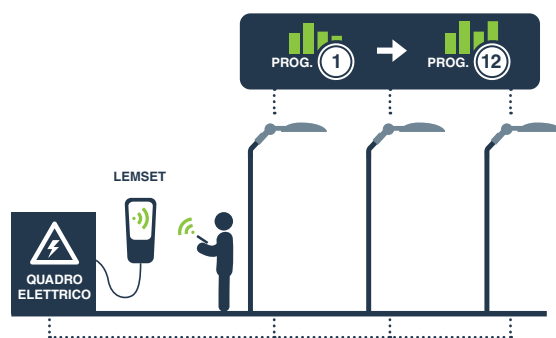 PROG. 1
PROG. 12
LEMSET
QUADRO
ELETTRICO